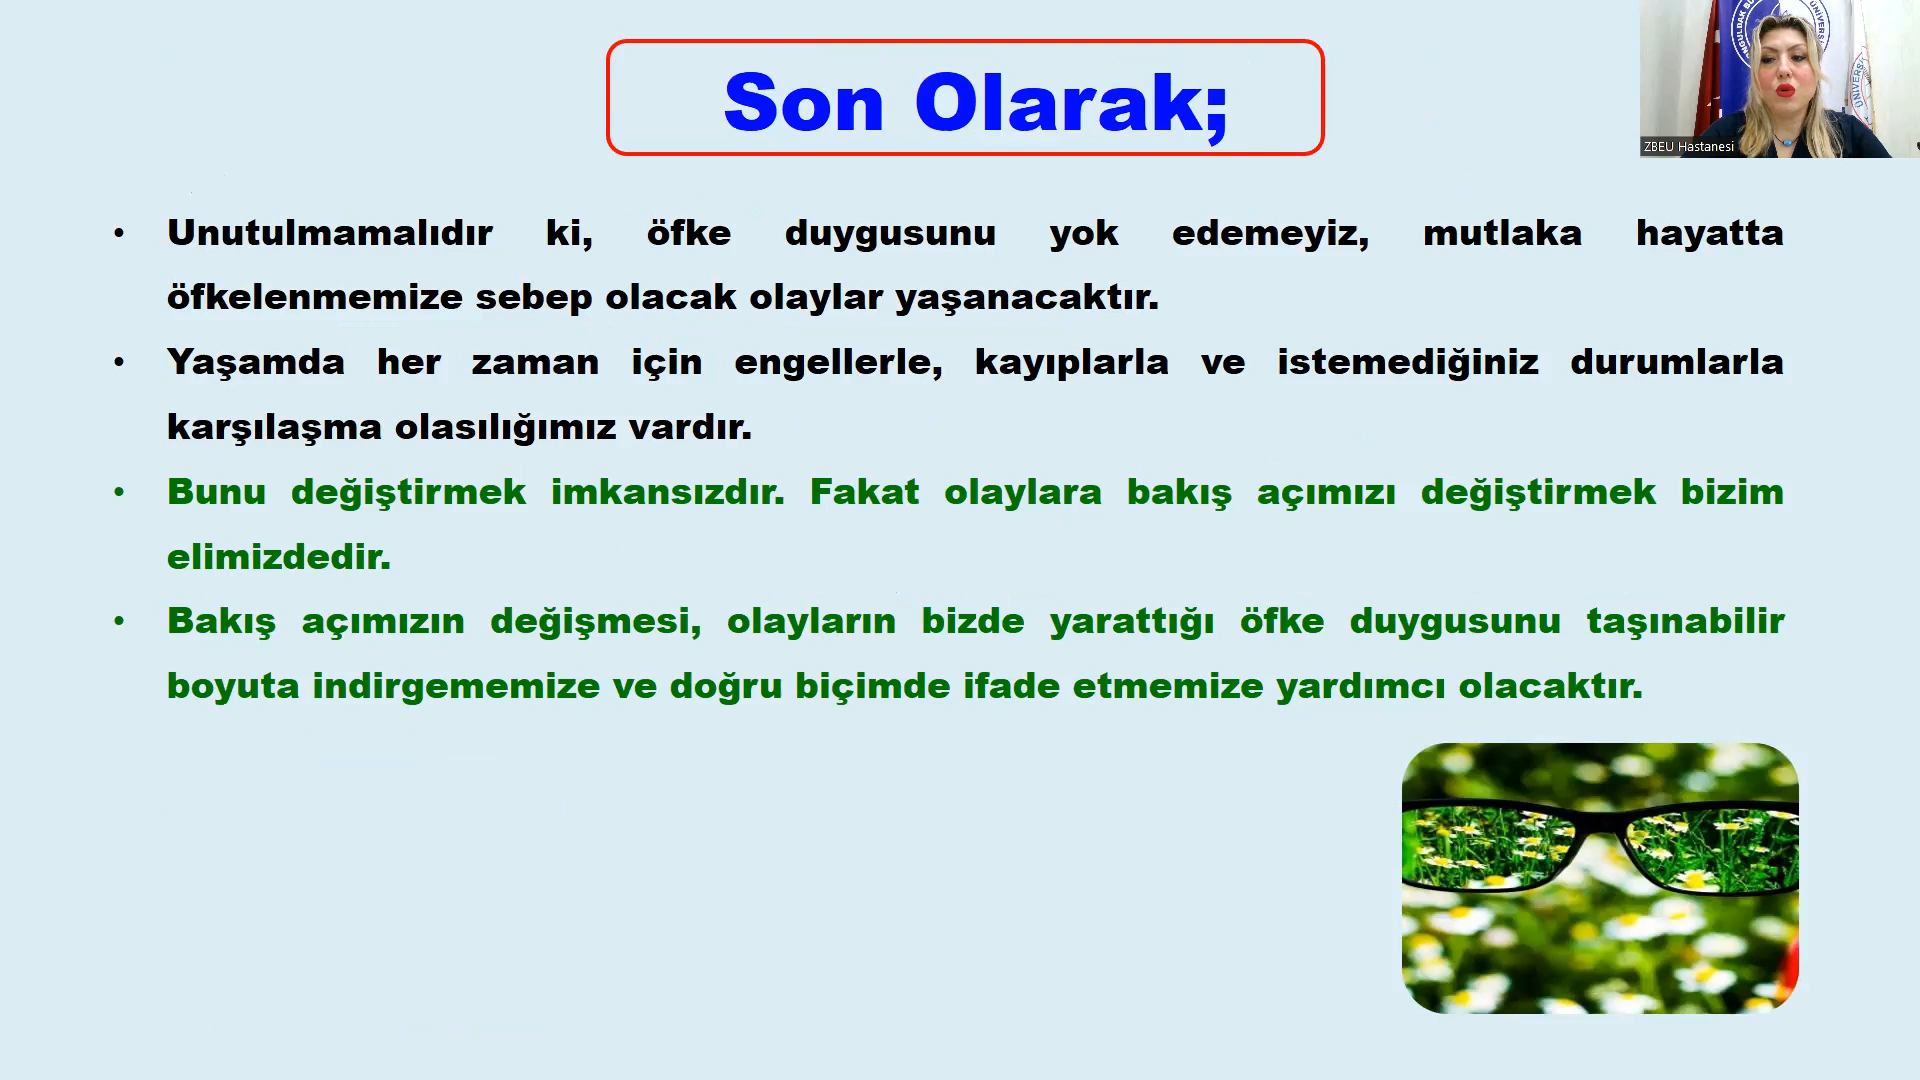 Son Olarak;
ZBEU Hastanesi
• Unutulmamalıdır ki, öfke duygusunu yok edemeyiz, mutlaka hayatta
öfkelenmemize sebep olacak olaylar yaşanacaktır.
• Yaşamda her zaman için engellerle, kayıplarla ve istemediğiniz durumlarla
karşılaşma olasılığımız vardır.
• Bunu değiştirmek imkansızdır. Fakat olaylara bakış açımızı değiştirmek bizim
elimizdedir.
• Bakış açımızın değişmesi, olayların bizde yarattığı öfke duygusunu taşınabilir
boyuta indirgememize ve doğru biçimde ifade etmemize yardımcı olacaktır.